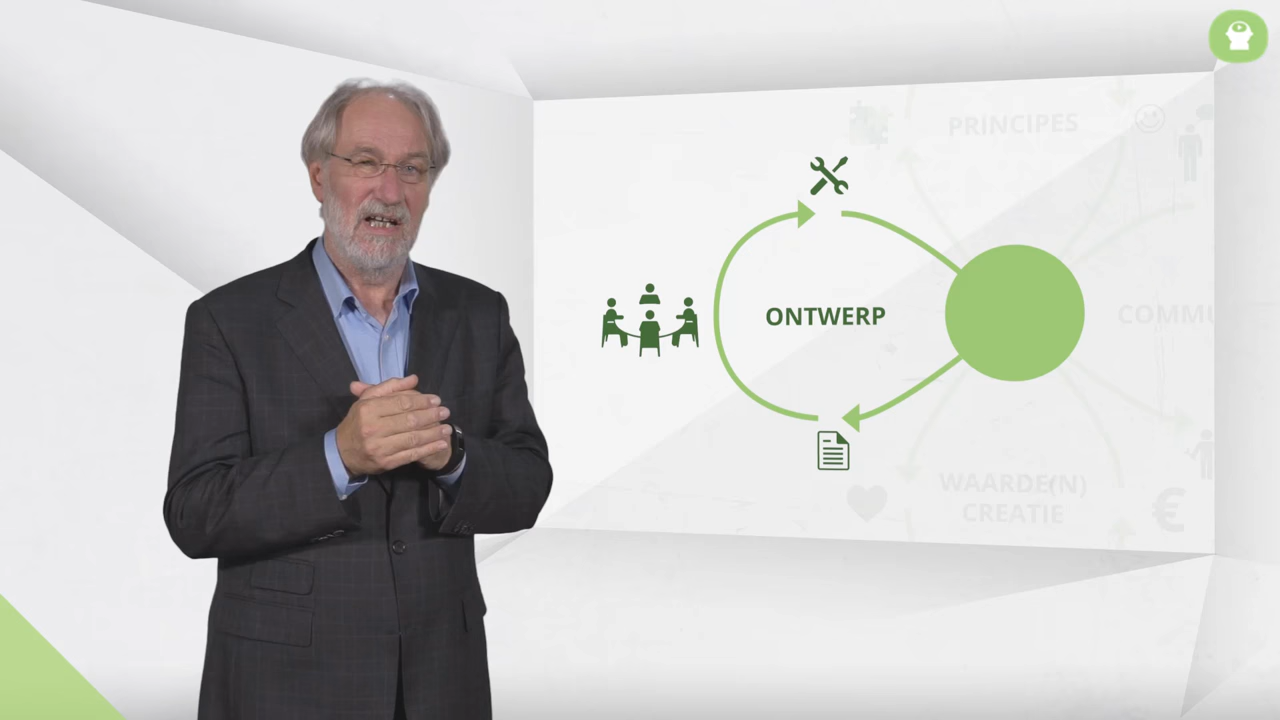 PRINCIPES
ONTWERP
WAARDE(N)
CREATIE
€